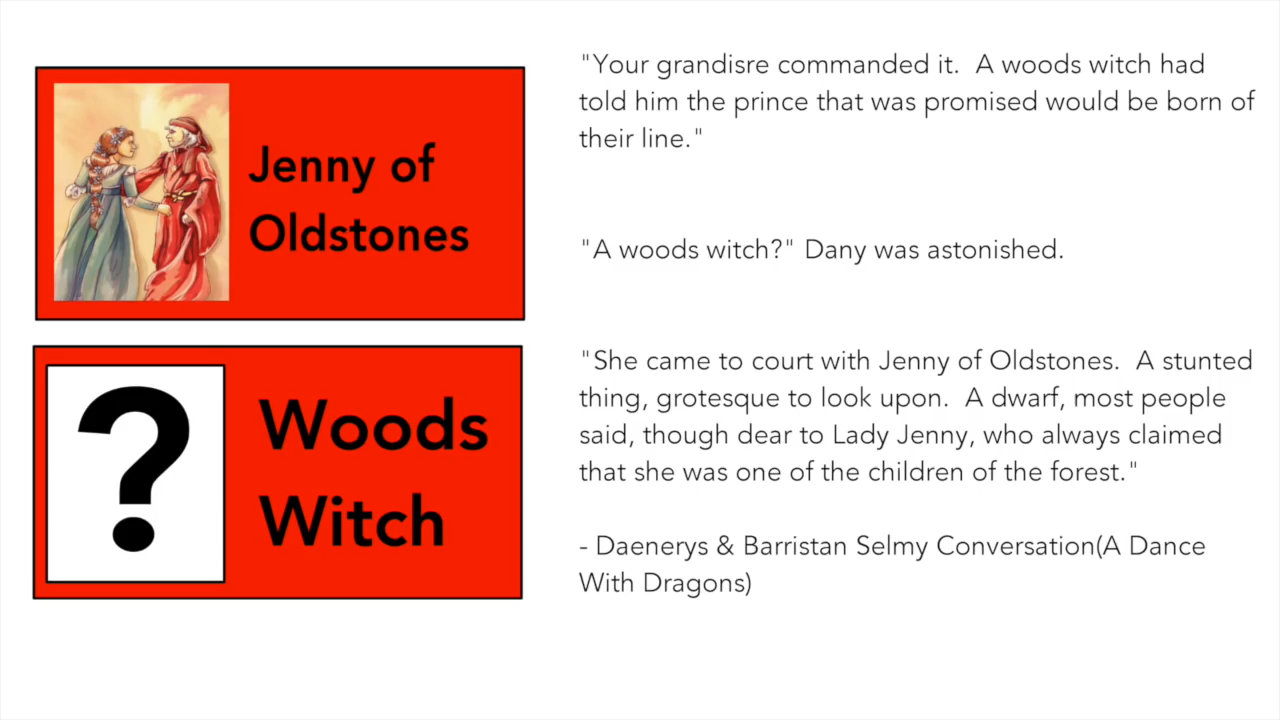 Jenny of
Oldstones
?
Woods
Witch
"Your grandisre commanded it.  A woods witch had
told him the prince that was promised would be born of
their line."
"A woods witch?" Dany was astonished.
"She came to court with Jenny of Oldstones.  A stunted
thing, grotesque to look upon.  A dwarf, most people
said, though dear to Lady Jenny, who always claimed
that she was one of the children of the forest."
- Daenerys & Barristan Selmy Conversation(A Dance
With Dragons)